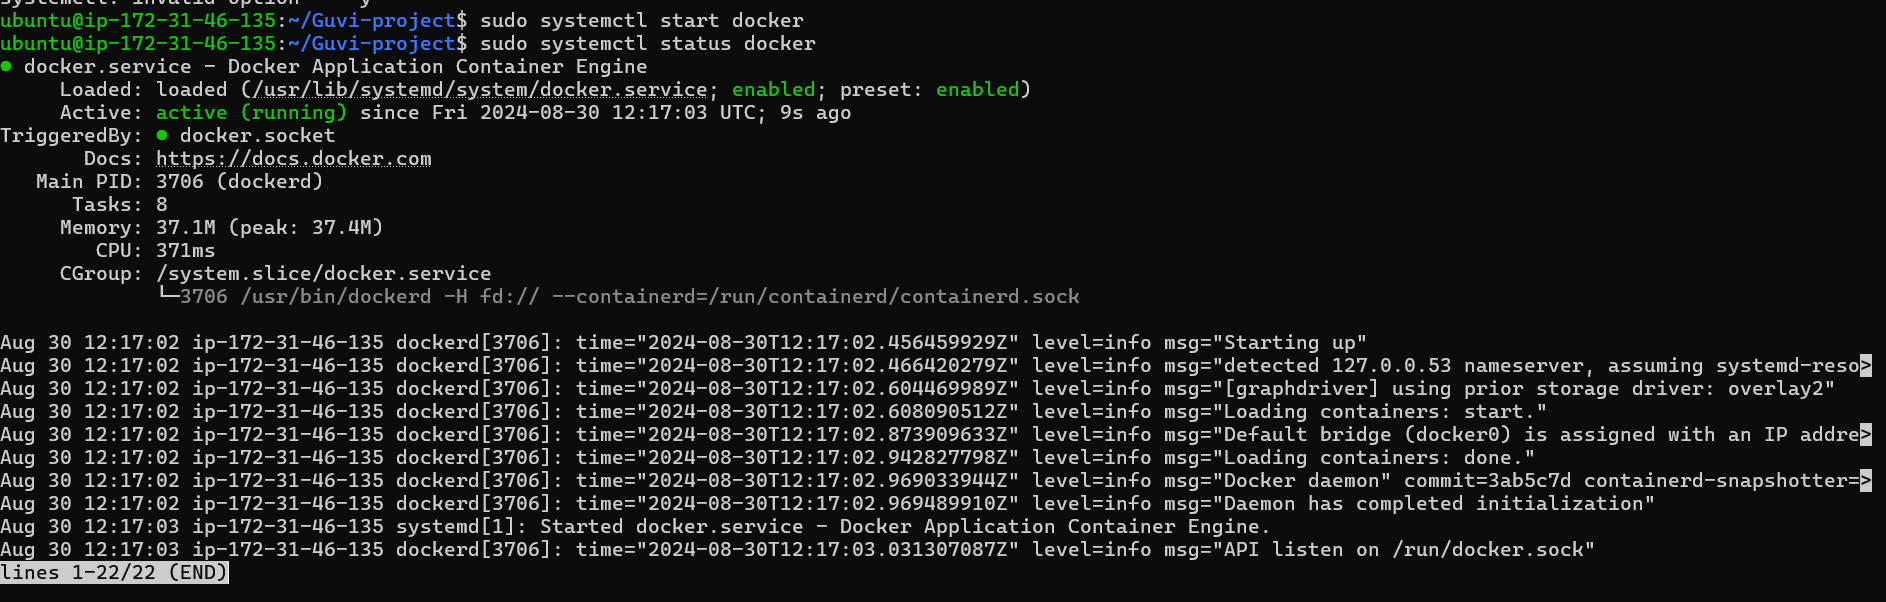 systemctl: invalid option -- 'y'
ubuntu@ip-172-31-46-135:~/Guvi-project$ sudo systemctl start docker
ubuntu@ip-172-31-46-135:~/Guvi-project$ sudo systemctl status docker
● docker.service - Docker Application Container Engine
     Loaded: loaded (/usr/lib/systemd/system/docker.service; enabled; preset: enabled)
     Active: active (running) since Fri 2024-08-30 12:17:03 UTC; 9s ago
TriggeredBy: ● docker.socket
       Docs: https://docs.docker.com
   Main PID: 3706 (dockerd)
      Tasks: 8
     Memory: 37.1M (peak: 37.4M)
        CPU: 371ms
     CGroup: /system.slice/docker.service
             └─3706 /usr/bin/dockerd -H fd:// --containerd=/run/containerd/containerd.sock
Aug 30 12:17:02 ip-172-31-46-135 dockerd[3706]: time="2024-08-30T12:17:02.456459929Z" level=info msg="Starting up"
Aug 30 12:17:02 ip-172-31-46-135 dockerd[3706]: time="2024-08-30T12:17:02.466420279Z" level=info msg="detected 127.0.0.53 nameserver, assuming systemd-reso>
Aug 30 12:17:02 ip-172-31-46-135 dockerd[3706]: time="2024-08-30T12:17:02.604469989Z" level=info msg="[graphdriver] using prior storage driver: overlay2"
Aug 30 12:17:02 ip-172-31-46-135 dockerd[3706]: time="2024-08-30T12:17:02.608090512Z" level=info msg="Loading containers: start."
Aug 30 12:17:02 ip-172-31-46-135 dockerd[3706]: time="2024-08-30T12:17:02.873909633Z" level=info msg="Default bridge (docker0) is assigned with an IP addre>
Aug 30 12:17:02 ip-172-31-46-135 dockerd[3706]: time="2024-08-30T12:17:02.942827798Z" level=info msg="Loading containers: done."
Aug 30 12:17:02 ip-172-31-46-135 dockerd[3706]: time="2024-08-30T12:17:02.969033944Z" level=info msg="Docker daemon" commit=3ab5c7d containerd-snapshotter=>
Aug 30 12:17:02 ip-172-31-46-135 dockerd[3706]: time="2024-08-30T12:17:02.969489910Z" level=info msg="Daemon has completed initialization"
Aug 30 12:17:03 ip-172-31-46-135 systemd[1]: Started docker.service - Docker Application Container Engine.
Aug 30 12:17:03 ip-172-31-46-135 dockerd[3706]: time="2024-08-30T12:17:03.031307087Z" level=info msg="API listen on /run/docker.sock"
lines 1-22/22 (END)